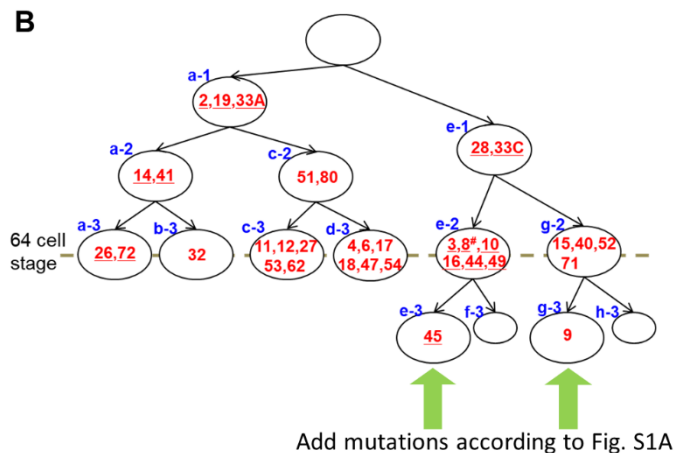 B
a-1
2,19,33A
e-1
28,33C
a-2
14,41
c-2
51,80
64 cell
stage
a-3
26,72
b-3
32
c-3
11,12,27
53,62
d-3
4,6,17
18,47,54
e-2
3,8#,10
16,44,49
g-2
15,40,52
71
e-3
45
f-3
g-3
9
h-3
Add mutations according to Fig. S1A